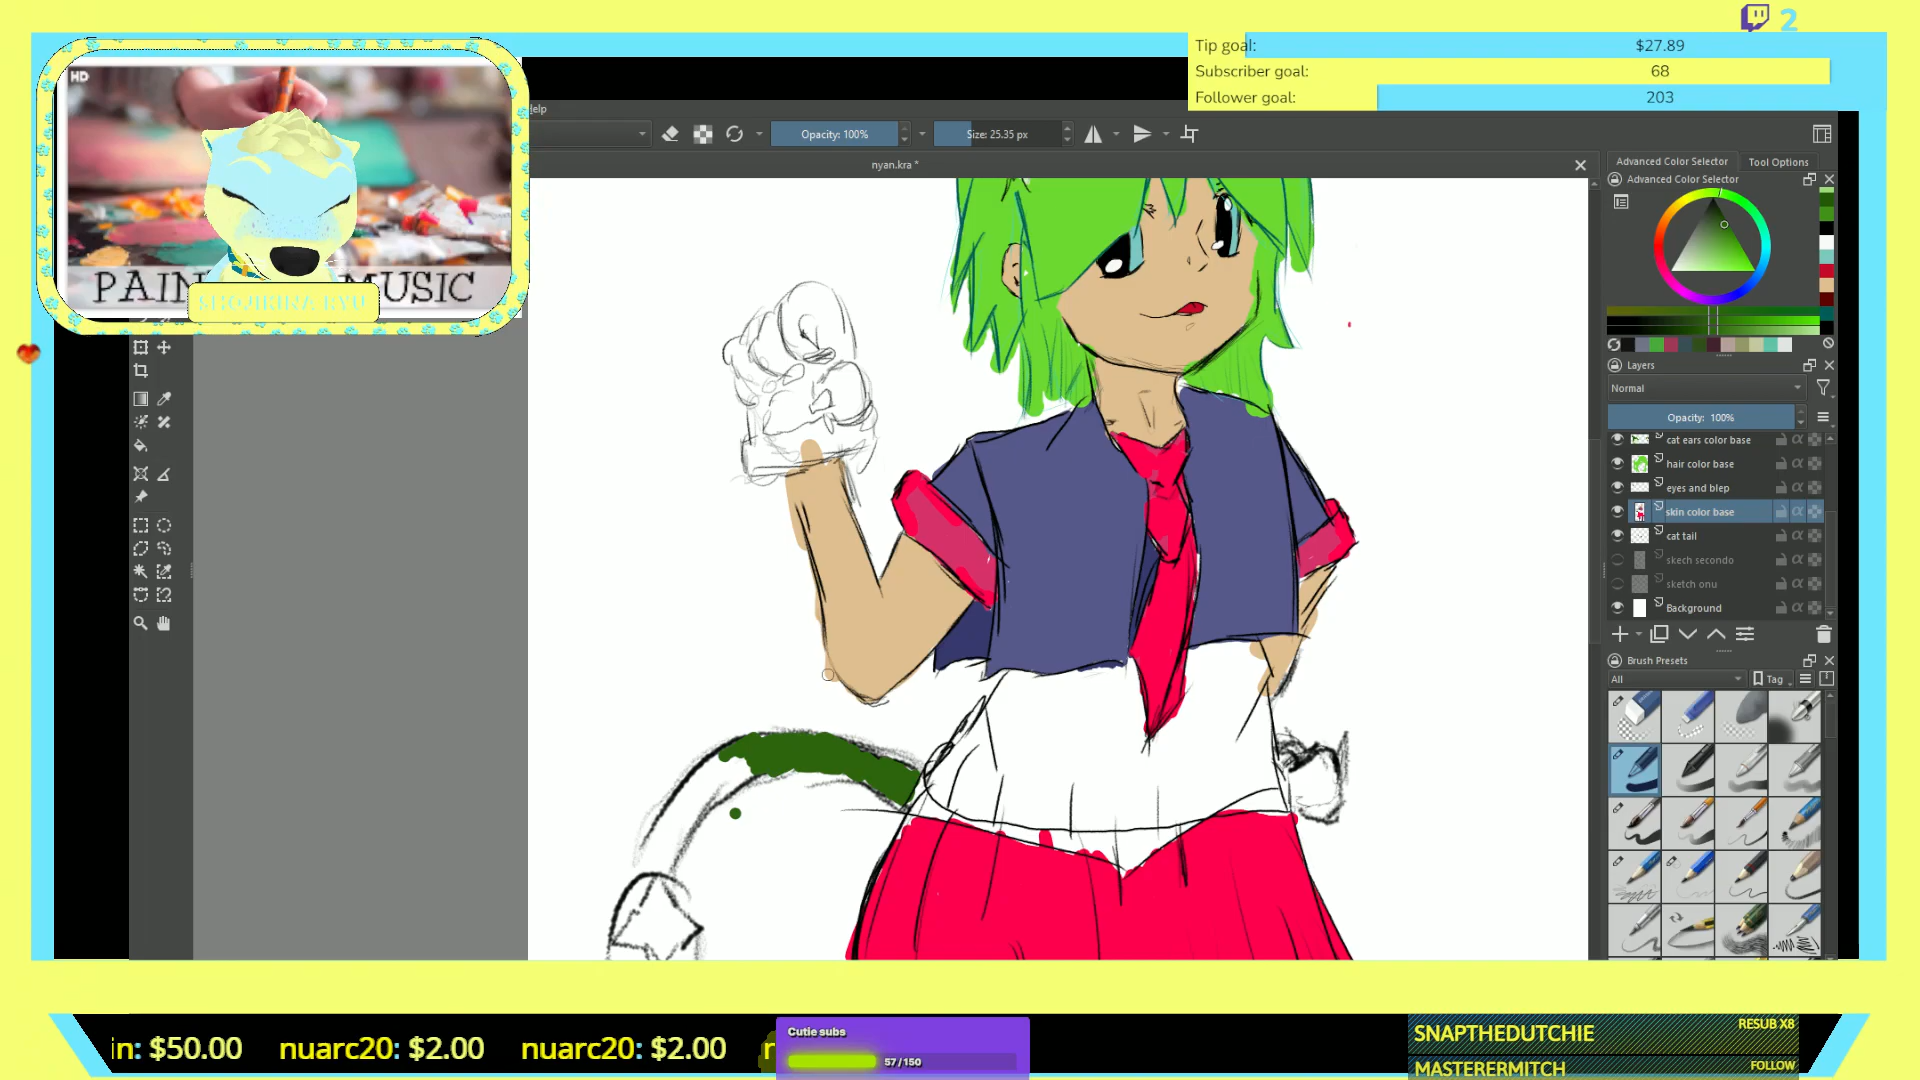 2
Tip goal:
$27.89
Subscriber goal:
68
Follower goal:
203
HD
PAIN
MUSIC
elp
Opacity: 100%
Size: 25.35 px
nyan.kra *
Advanced Color Selector
Tool Options
Advanced Color Selector
Layers
Normal
Opacity: 100%
cat ears color base
hair color base
eyes and blep
skin color base
cat tail
skech secondo
sketch onu
Background
Brush Presets
All
Tag
in: $50.00
nuarc20: $2.00
nuarc20: $2.00
Cutie subs
57/150
SNAPTHEDUTCHIE
RESUB X8
MASTERERMITCH
FOLLOW